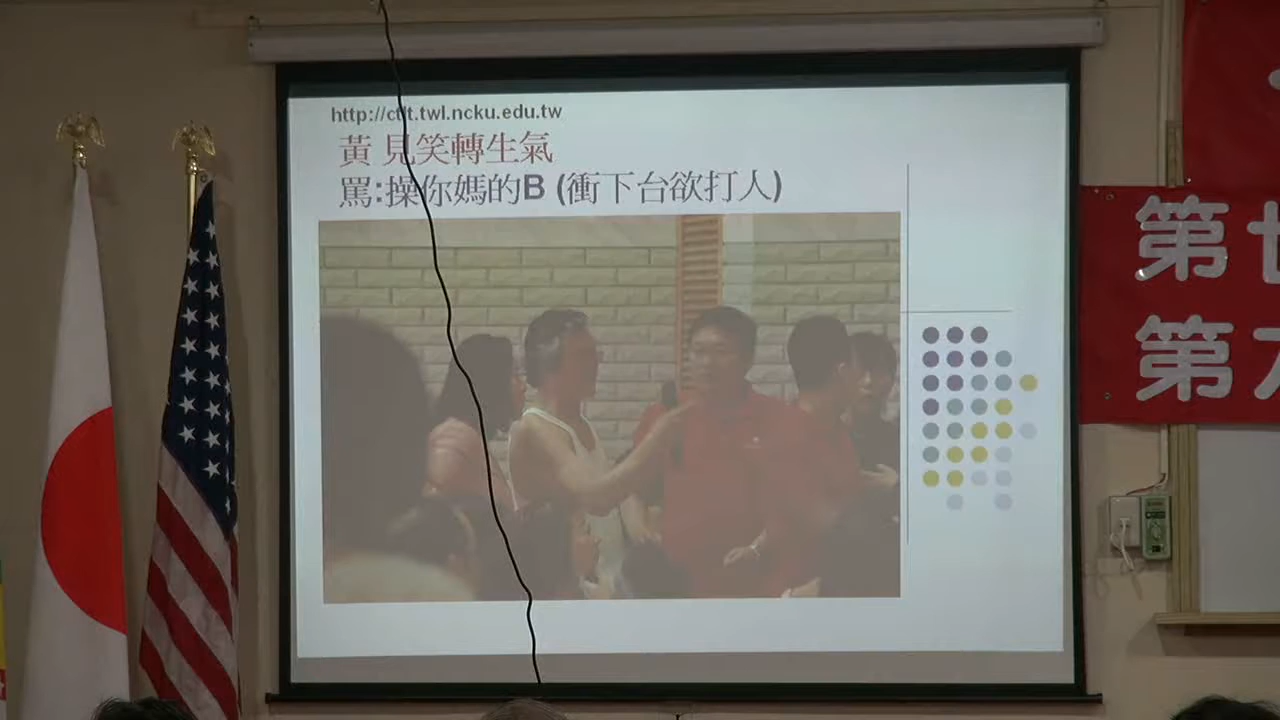 http://ctlt.twl.ncku.edu.tw
黃 見笑轉生氣
罵:操你媽的B (衝下台欲打人)
第
第